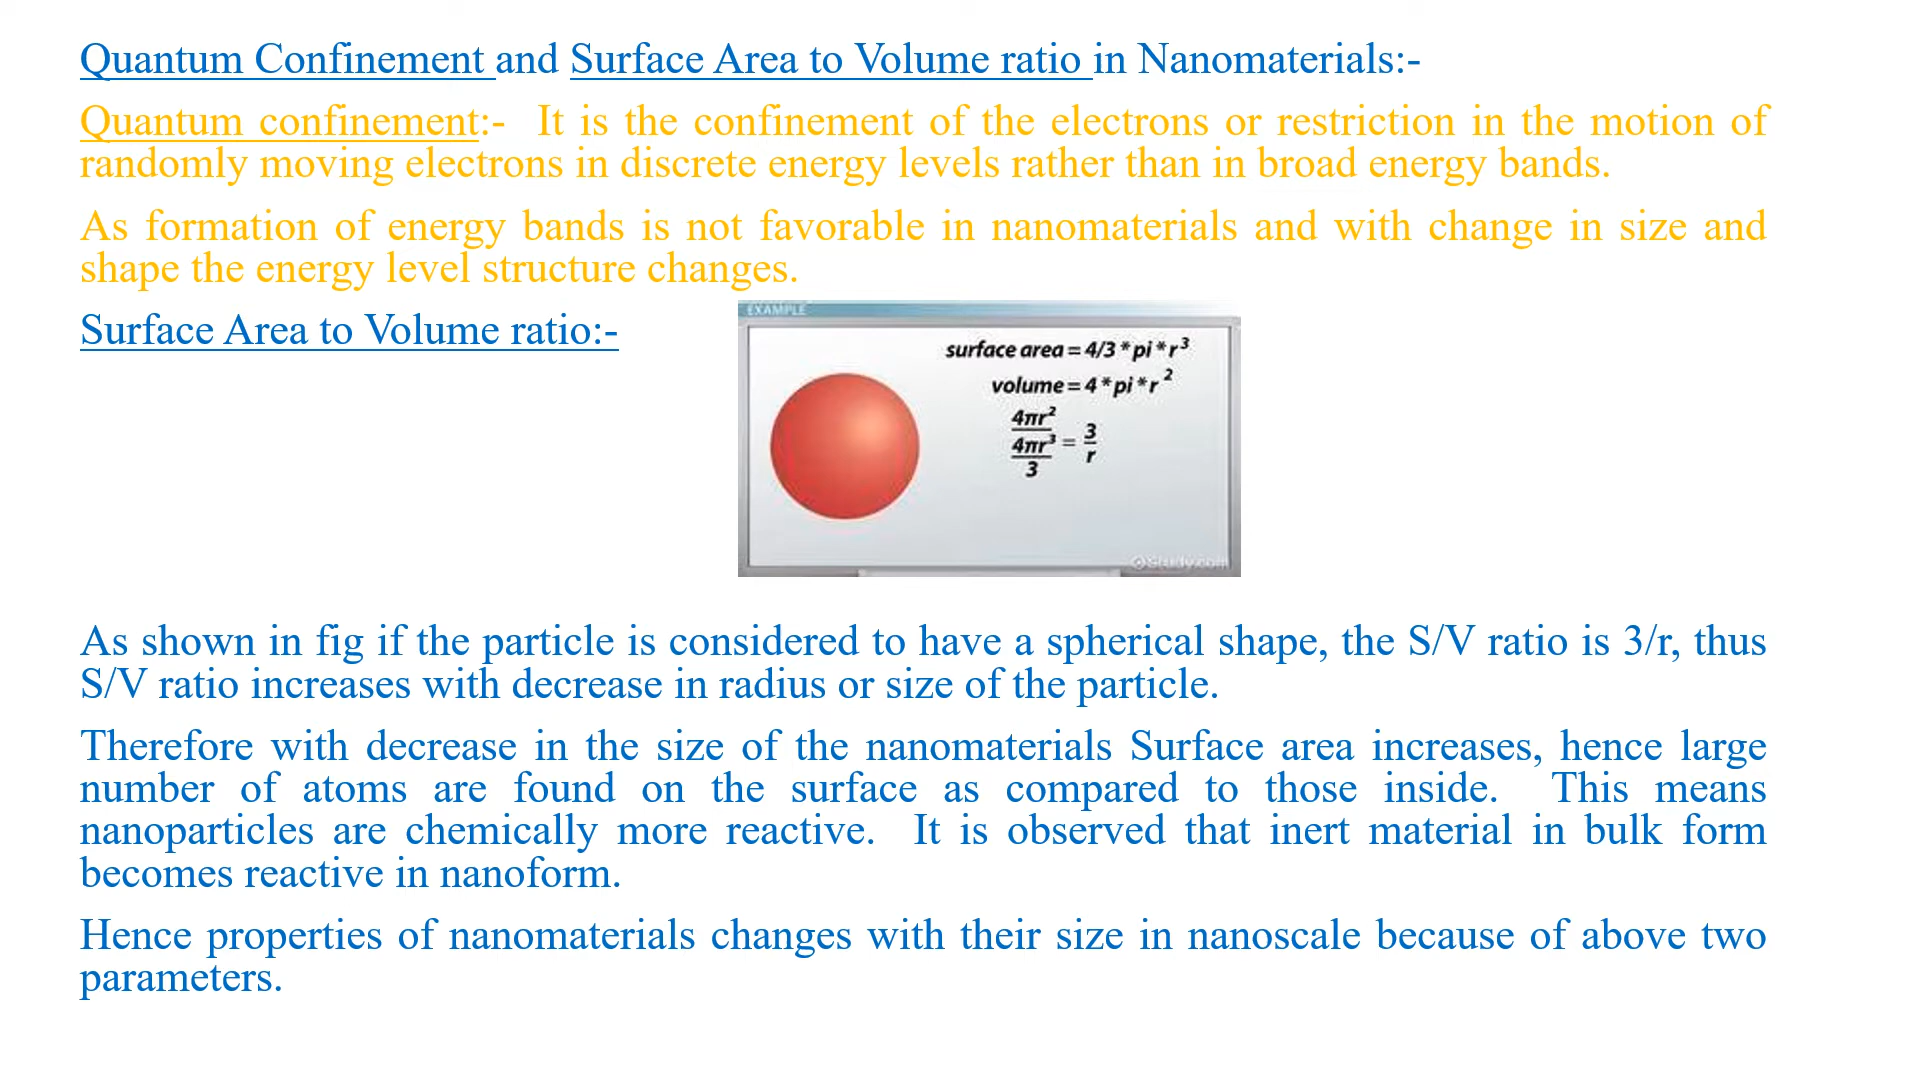 Quantum Confinement and Surface Area to Volume ratio in Nanomaterials:-
Quantum confinement:- It is the confinement of the electrons or restriction in the motion of
randomly moving electrons in discrete energy levels rather than in broad energy bands.
As formation of energy bands is not favorable in nanomaterials and with change in size and
shape the energy level structure changes.
Surface Area to Volume ratio:-
EXAMPLE
surface area = 4/3 * pi * r³
volume = 4 * pi * r²
4πr²
4πr³ = 3
3 r
Study.com
As shown in fig if the particle is considered to have a spherical shape, the S/V ratio is 3/r, thus
S/V ratio increases with decrease in radius or size of the particle.
Therefore with decrease in the size of the nanomaterials Surface area increases, hence large
number of atoms are found on the surface as compared to those inside. This means
nanoparticles are chemically more reactive. It is observed that inert material in bulk form
becomes reactive in nanoform.
Hence properties of nanomaterials changes with their size in nanoscale because of above two
parameters.